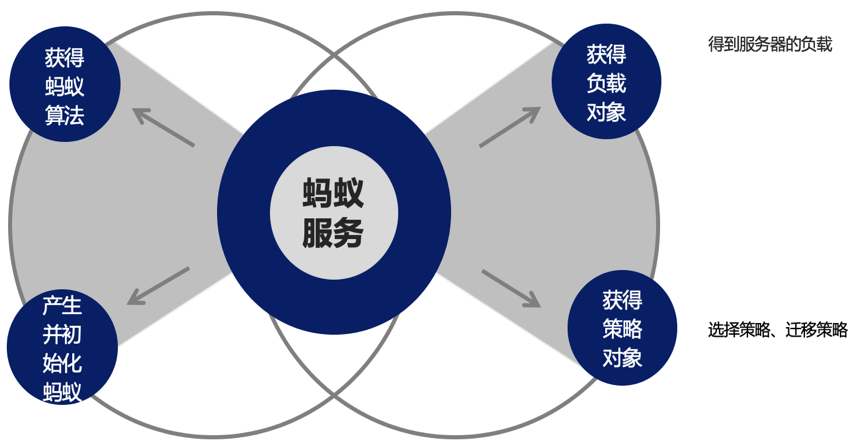 获得
蚂蚁
算法
获得
负载
对象
得到服务器的负载
蚂蚁
服务
产生
并初
始化
蚂蚁
获得
策略
对象
选择策略、迁移策略